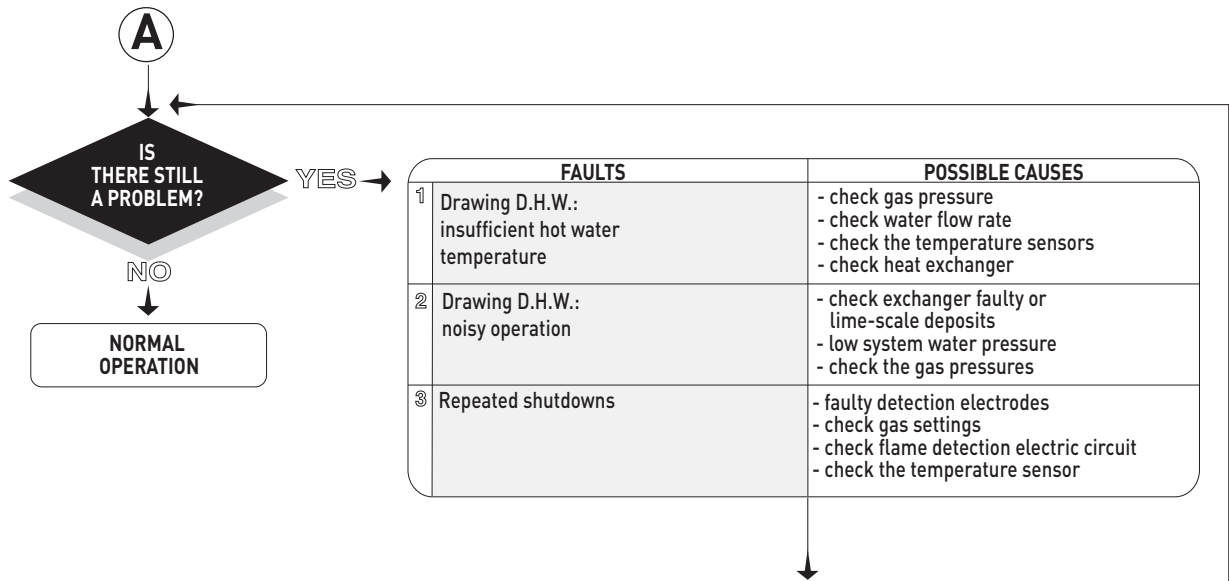 A
IS
THERE STILL
A PROBLEM?
YES
NO
NORMAL
OPERATION
FAULTS
POSSIBLE CAUSES
1
Drawing D.H.W.:
insufficient hot water
temperature
- check gas pressure
- check water flow rate
- check the temperature sensors
- check heat exchanger
2
Drawing D.H.W.:
noisy operation
- check exchanger faulty or
lime-scale deposits
- low system water pressure
- check the gas pressures
3
Repeated shutdowns
- faulty detection electrodes
- check gas settings
- check flame detection electric circuit
- check the temperature sensor